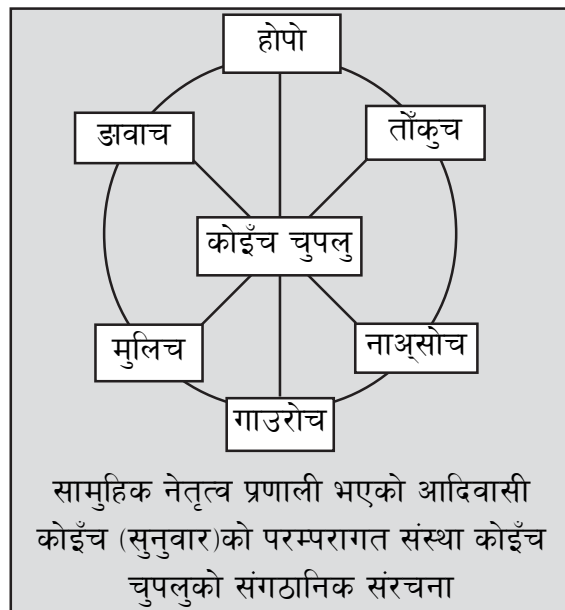 होपो
ङावाच
तोँकुच
कोइँच चुपलु
मुलिच
नाअ्सोच
गाउरोच
सामुहिक नेतृत्व प्रणाली भएको आदिवासी
कोइँच (सुनुवार)को परम्परागत संस्था कोइँच
चुपलुको संगठानिक संरचना